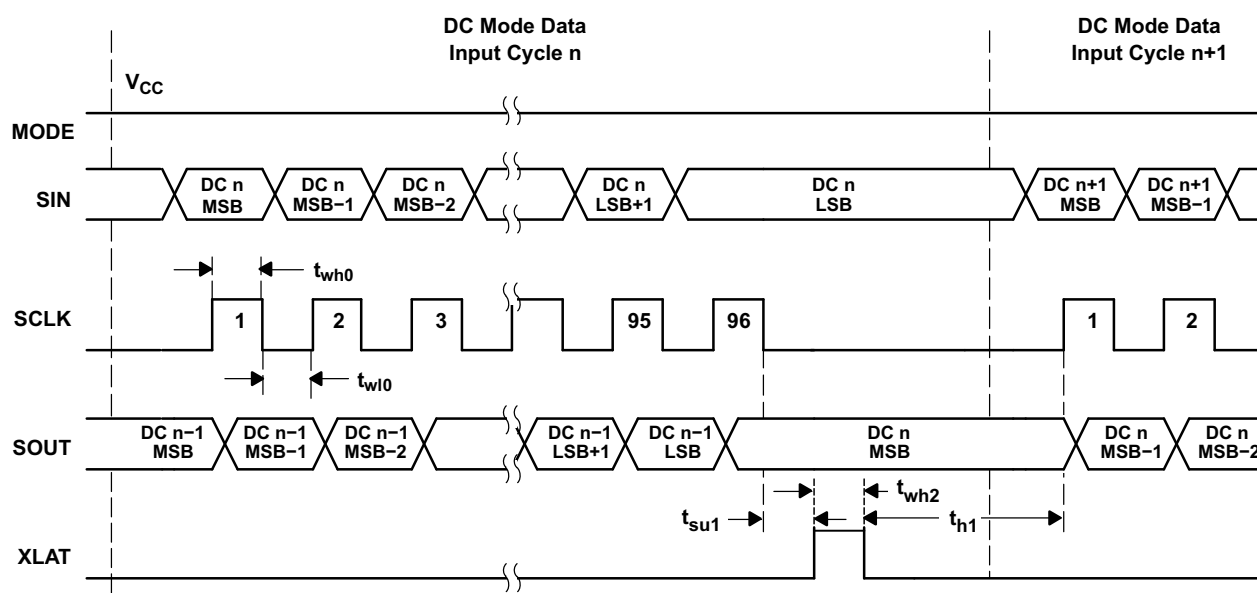 DC Mode Data
Input Cycle n
DC Mode Data
Input Cycle n+1
VCC
MODE
SIN
DC n
MSB
DC n
MSB−1
DC n
MSB−2
DC n
LSB+1
DC n
LSB
DC n+1
MSB
DC n+1
MSB−1
twh0
SCLK
1
2
3
95
96
1
2
twl0
SOUT
DC n−1
MSB
DC n−1
MSB−1
DC n−1
MSB−2
DC n−1
LSB+1
DC n−1
LSB
DC n
MSB
DC n
MSB−1
DC n
MSB−2
twh2
tsu1
th1
XLAT